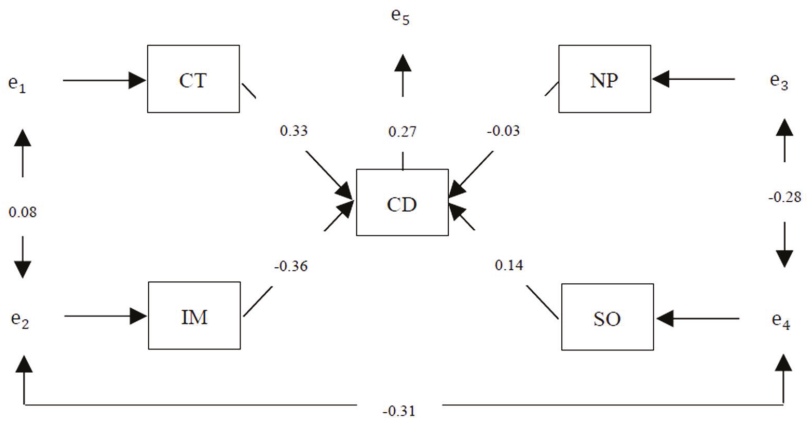 e₅
CT
NP
e₁
e₃
0.33
0.27
-0.03
CD
0.08
-0.28
-0.36
0.14
e₂
IM
SO
e₄
-0.31